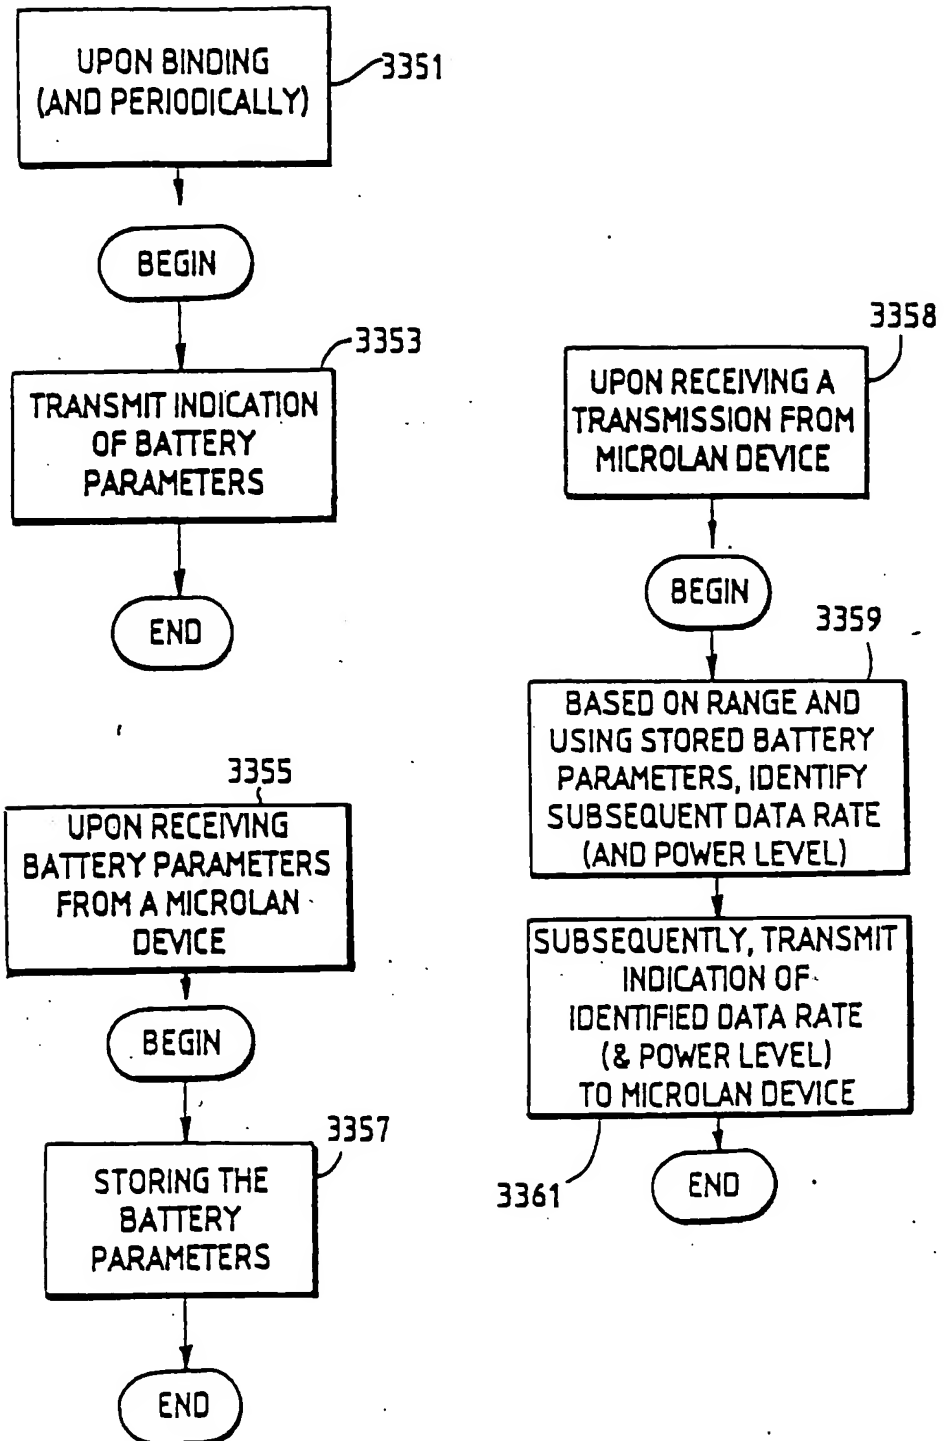 UPON BINDING
(AND PERIODICALLY)
3351
BEGIN
3353
TRANSMIT INDICATION
OF BATTERY
PARAMETERS
END
3355
UPON RECEIVING
BATTERY PARAMETERS
FROM A MICROLAN
DEVICE
BEGIN
3357
STORING THE
BATTERY
PARAMETERS
END
3358
UPON RECEIVING A
TRANSMISSION FROM
MICROLAN DEVICE
BEGIN
3359
BASED ON RANGE AND
USING STORED BATTERY
PARAMETERS, IDENTIFY
SUBSEQUENT DATA RATE
(AND POWER LEVEL)
SUBSEQUENTLY, TRANSMIT
INDICATION OF
IDENTIFIED DATA RATE
(& POWER LEVEL)
TO MICROLAN DEVICE
3361
END